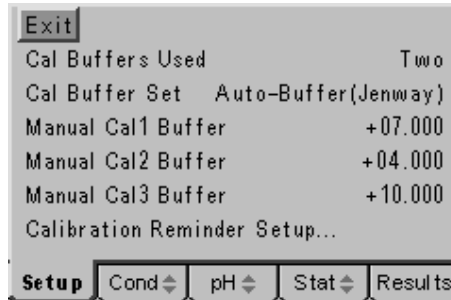 Exit
Cal Buffers Used Two
Cal Buffer Set Auto-Buffer(Jenway)
Manual Cal1 Buffer +07.000
Manual Cal2 Buffer +04.000
Manual Cal3 Buffer +10.000
Calibration Reminder Setup...
Setup Cond pH Stat Results